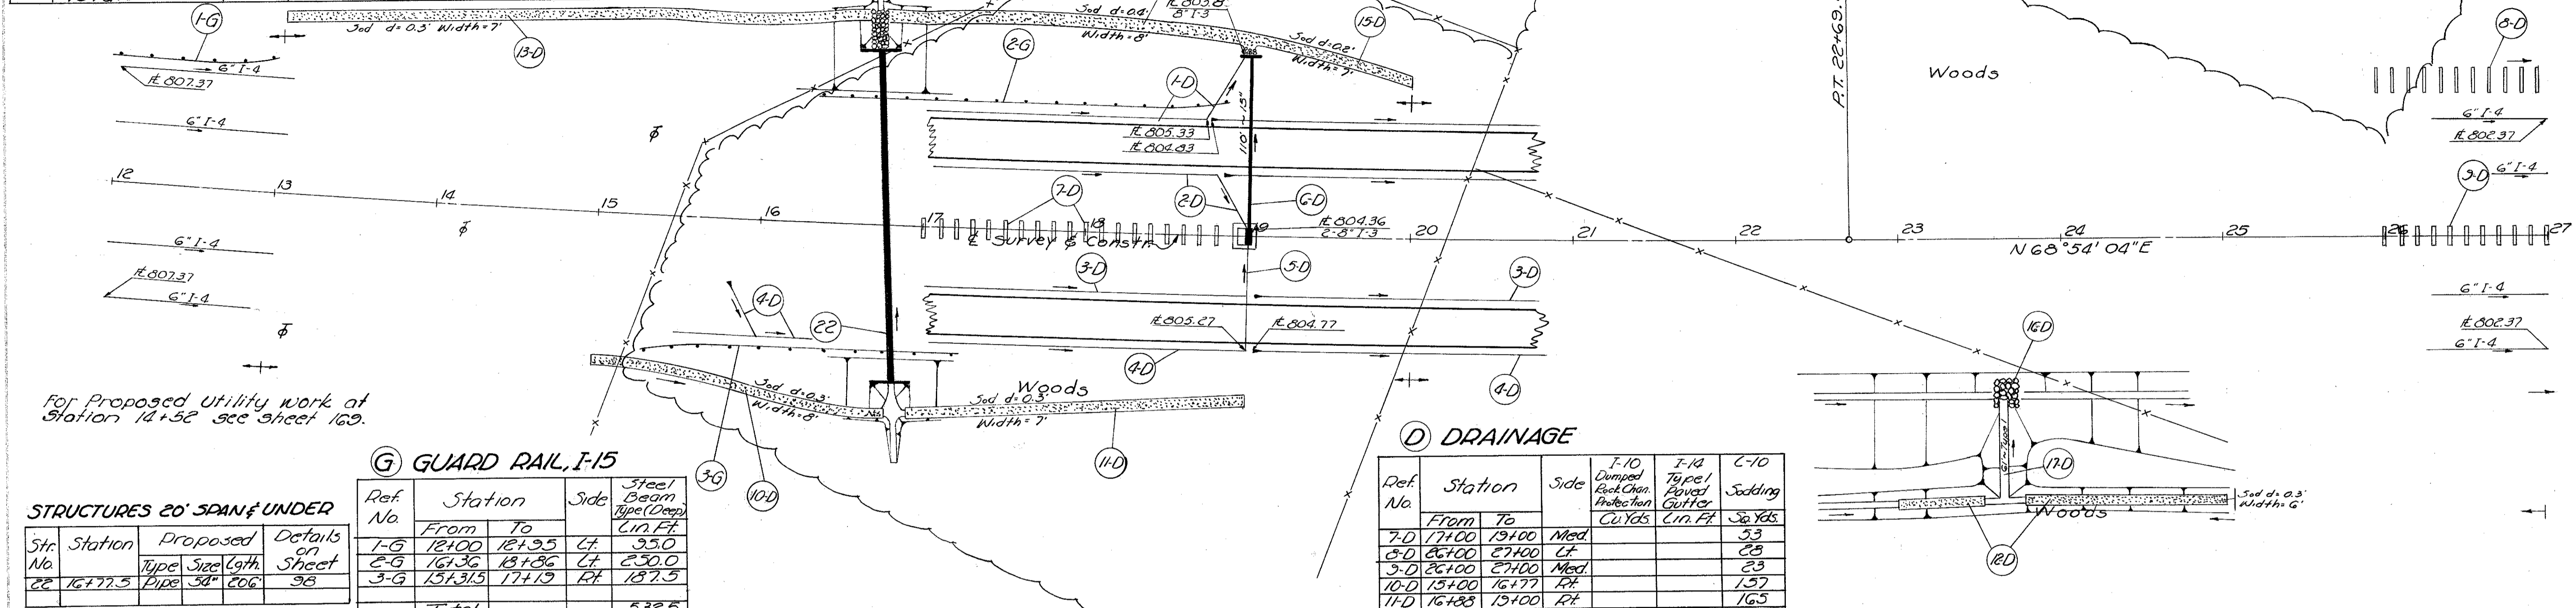 1-G
6" I-4
℄ 807.37
6" I-4
Sod d=0.3' Width=7'
13-D
Sod d=0.4'
Width=8'
2-G
8" I-3
15-D
Sod d=0.2'
Width=7'
1-D
℄ 805.33
℄ 804.83
110' ~ 15"
P.T. 22+69.
Woods
8-D
6" I-4
℄ 802.37
9-D
6" I-4
12
13
14
15
16
17
18
19
20
21
22
23
24
25
26
27
7-D
2-D
6-D
℄ 804.36
2-8" I-3
℄ Survey & Constr.
N 68°54' 04"E
6" I-4
℄ 807.37
6" I-4
3-D
5-D
3-D
6" I-4
℄ 802.37
6" I-4
4-D
22
℄ 805.27
℄ 804.77
4-D
4-D
16-D
Sod d=0.3'
Width=8'
Woods
Sod d=0.3'
Width=7'
11-D
3-G
10-D
61' ~ Type I
17-D
Sod d=0.3'
Width=6'
Woods
12-D
For Proposed Utility work at
Station 14+52 see sheet 169.
STRUCTURES 20' SPAN & UNDER
Str. No. Station Proposed Details on Sheet
Type Size Lgth.
22 16+77.5 Pipe 54" 206' 98
G GUARD RAIL, I-15
Ref. No. Station Side Steel Beam Type (Deep)
From To Lin. Ft.
1-G 12+00 12+95 Lt. 95.0
2-G 16+36 18+86 Lt. 250.0
3-G 15+31.5 17+19 Rt. 187.5
Total 532.5
D DRAINAGE
Ref. No. Station Side I-10 Dumped Rock Chan. Protection I-14 Type I Paved Gutter C-10 Sodding
From To Cu. Yds. Lin. Ft. Sq. Yds.
7-D 17+00 19+00 Med. 53
8-D 26+00 27+00 Lt. 28
9-D 26+00 27+00 Med. 23
10-D 15+00 16+77 Rt. 157
11-D 16+88 19+00 Rt. 165